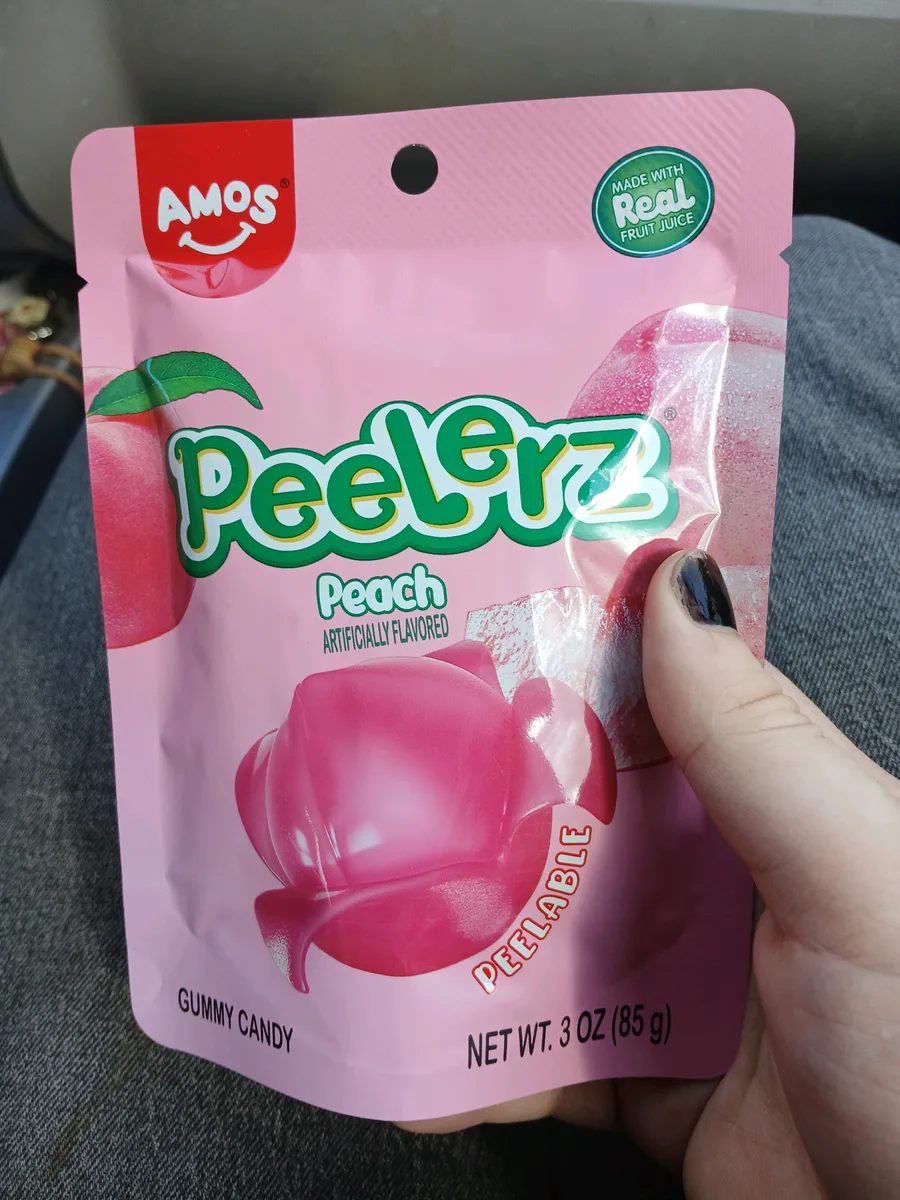 AMOS®
MADE WITH
Real
FRUIT JUICE
Peelerz®
Peach
ARTIFICIALLY FLAVORED
PEELABLE
GUMMY CANDY
NET WT. 3 OZ (85 g)